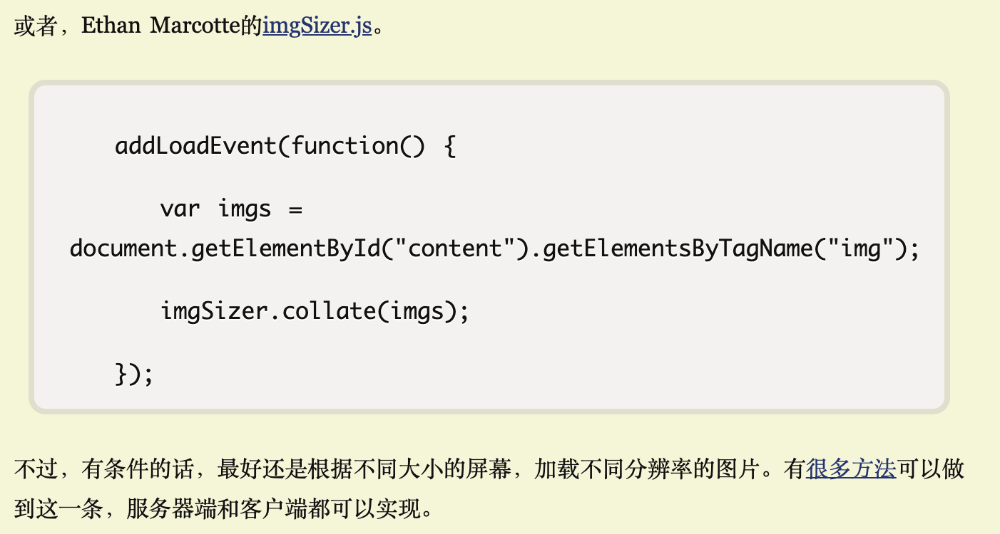 或者，Ethan Marcotte的imgSizer.js。
addLoadEvent(function() {
var imgs =
document.getElementById("content").getElementsByTagName("img");
imgSizer.collate(imgs);
});
不过，有条件的话，最好还是根据不同大小的屏幕，加载不同分辨率的图片。有很多方法可以做
到这一条，服务器端和客户端都可以实现。